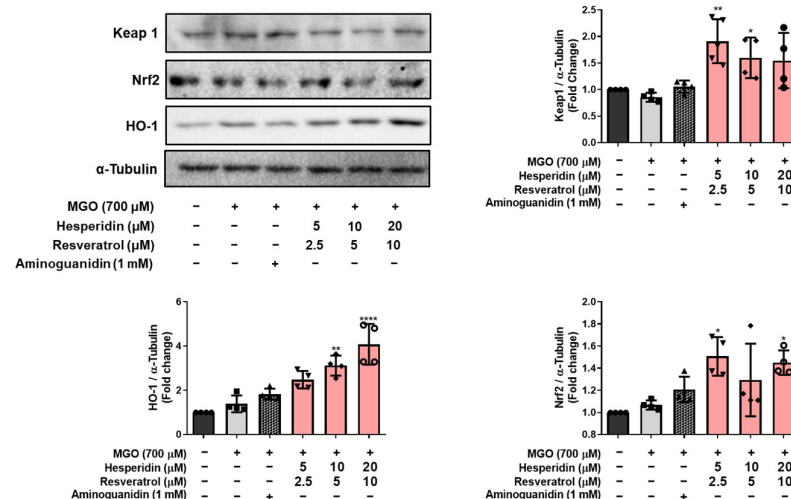 Keap 1
Nrf2
HO-1
α-Tubulin
MGO (700 µM) – + + + + +
Hesperidin (µM) – – – 5 10 20
Resveratrol (µM) – – – 2.5 5 10
Aminoguanidin (1 mM) – – + – – –
Keap1 / α-Tubulin
(Fold Change)
2.5
2.0
1.5
1.0
0.5
0.0
** *
MGO (700 µM) – + + + + +
Hesperidin (µM) – – – 5 10 20
Resveratrol (µM) – – – 2.5 5 10
Aminoguanidin (1 mM) – – + – – –
HO-1 / α-Tubulin
(Fold change)
6
4
2
0
** ****
MGO (700 µM) – + + + + +
Hesperidin (µM) – – – 5 10 20
Resveratrol (µM) – – – 2.5 5 10
Aminoguanidin (1 mM) – – + – – –
Nrf2 / α-Tubulin
(Fold change)
2.0
1.8
1.6
1.4
1.2
1.0
0.8
* *
MGO (700 µM) – + + + + +
Hesperidin (µM) – – – 5 10 20
Resveratrol (µM) – – – 2.5 5 10
Aminoguanidin (1 mM) – – + – – –